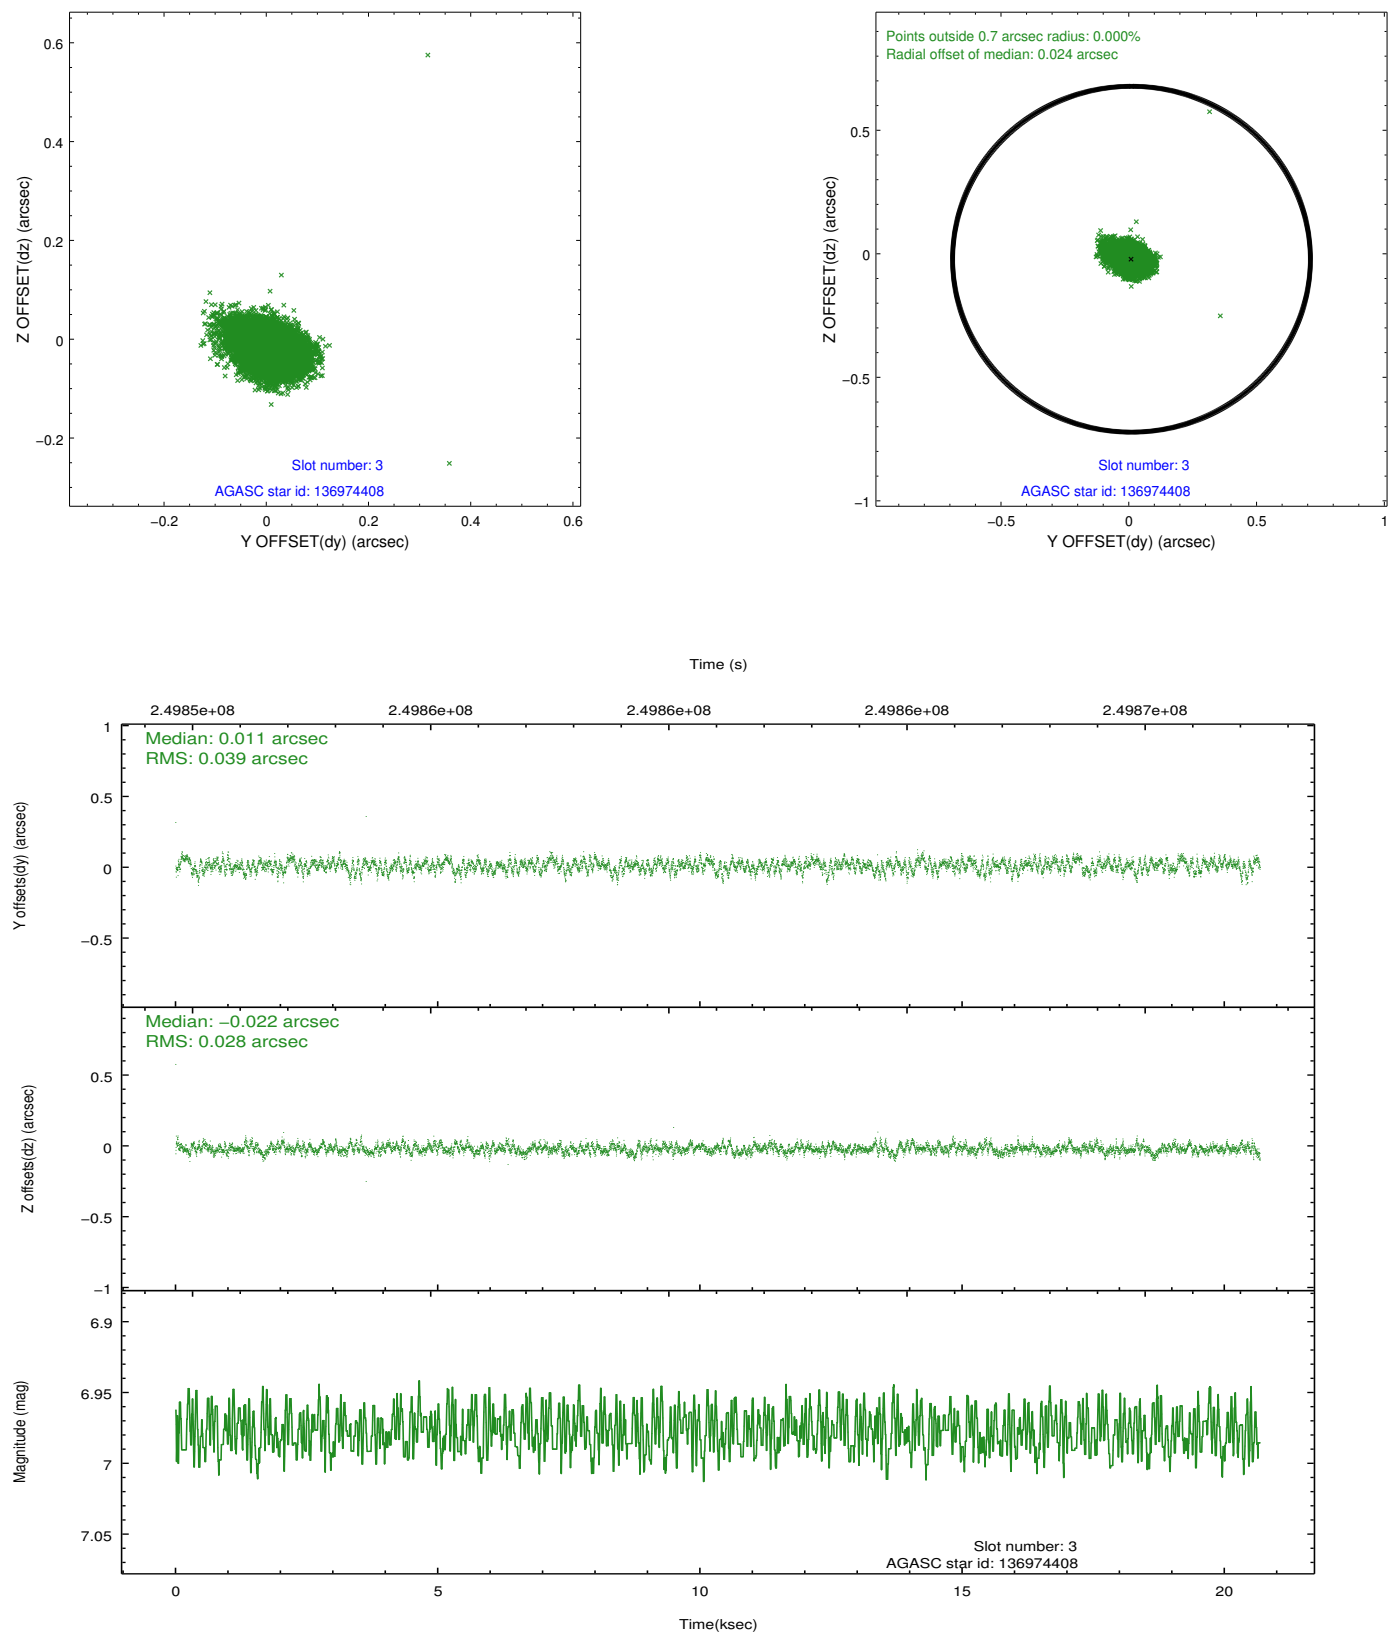 0.6
0.4
0.2
0
−0.2
Z OFFSET(dz) (arcsec)
Slot number: 3
AGASC star id: 136974408
−0.2 0 0.2 0.4 0.6
Y OFFSET(dy) (arcsec)
Points outside 0.7 arcsec radius: 0.000%
Radial offset of median: 0.024 arcsec
0.5
0
−0.5
−1
Z OFFSET(dz) (arcsec)
Slot number: 3
AGASC star id: 136974408
−0.5 0 0.5 1
Y OFFSET(dy) (arcsec)
Time (s)
2.4985e+08 2.4986e+08 2.4986e+08 2.4986e+08 2.4987e+08
Median: 0.011 arcsec
RMS: 0.039 arcsec
1
0.5
0
−0.5
Y offsets(dy) (arcsec)
Median: −0.022 arcsec
RMS: 0.028 arcsec
0.5
0
−0.5
−1
Z offsets(dz) (arcsec)
6.9
6.95
7
7.05
Magnitude (mag)
Slot number: 3
AGASC star id: 136974408
0 5 10 15 20
Time(ksec)